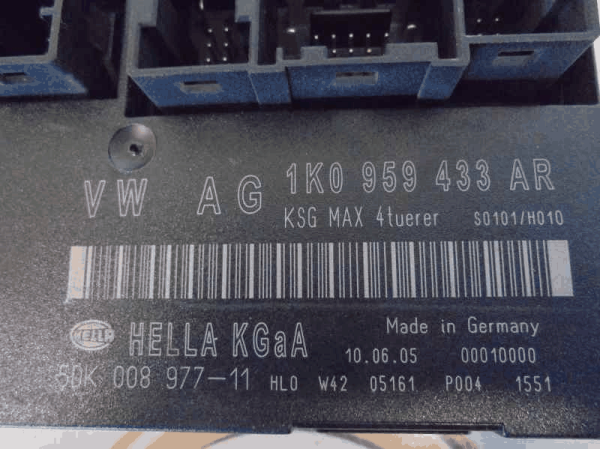 VW AG 1K0 959 433 AR
KSG MAX 4tuerer S0101/H010
HELLA
HELLA KGaA Made in Germany
10.06.05 00010000
5DK 008 977-11 HL0 W42 05161 P004 1551